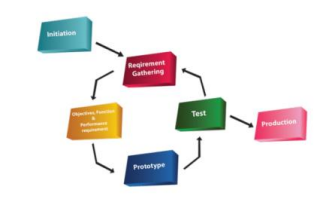 Initiation
Reqirement
Gathering
Objectives,Function
&
Performance
requirement
Test
Production
Prototype